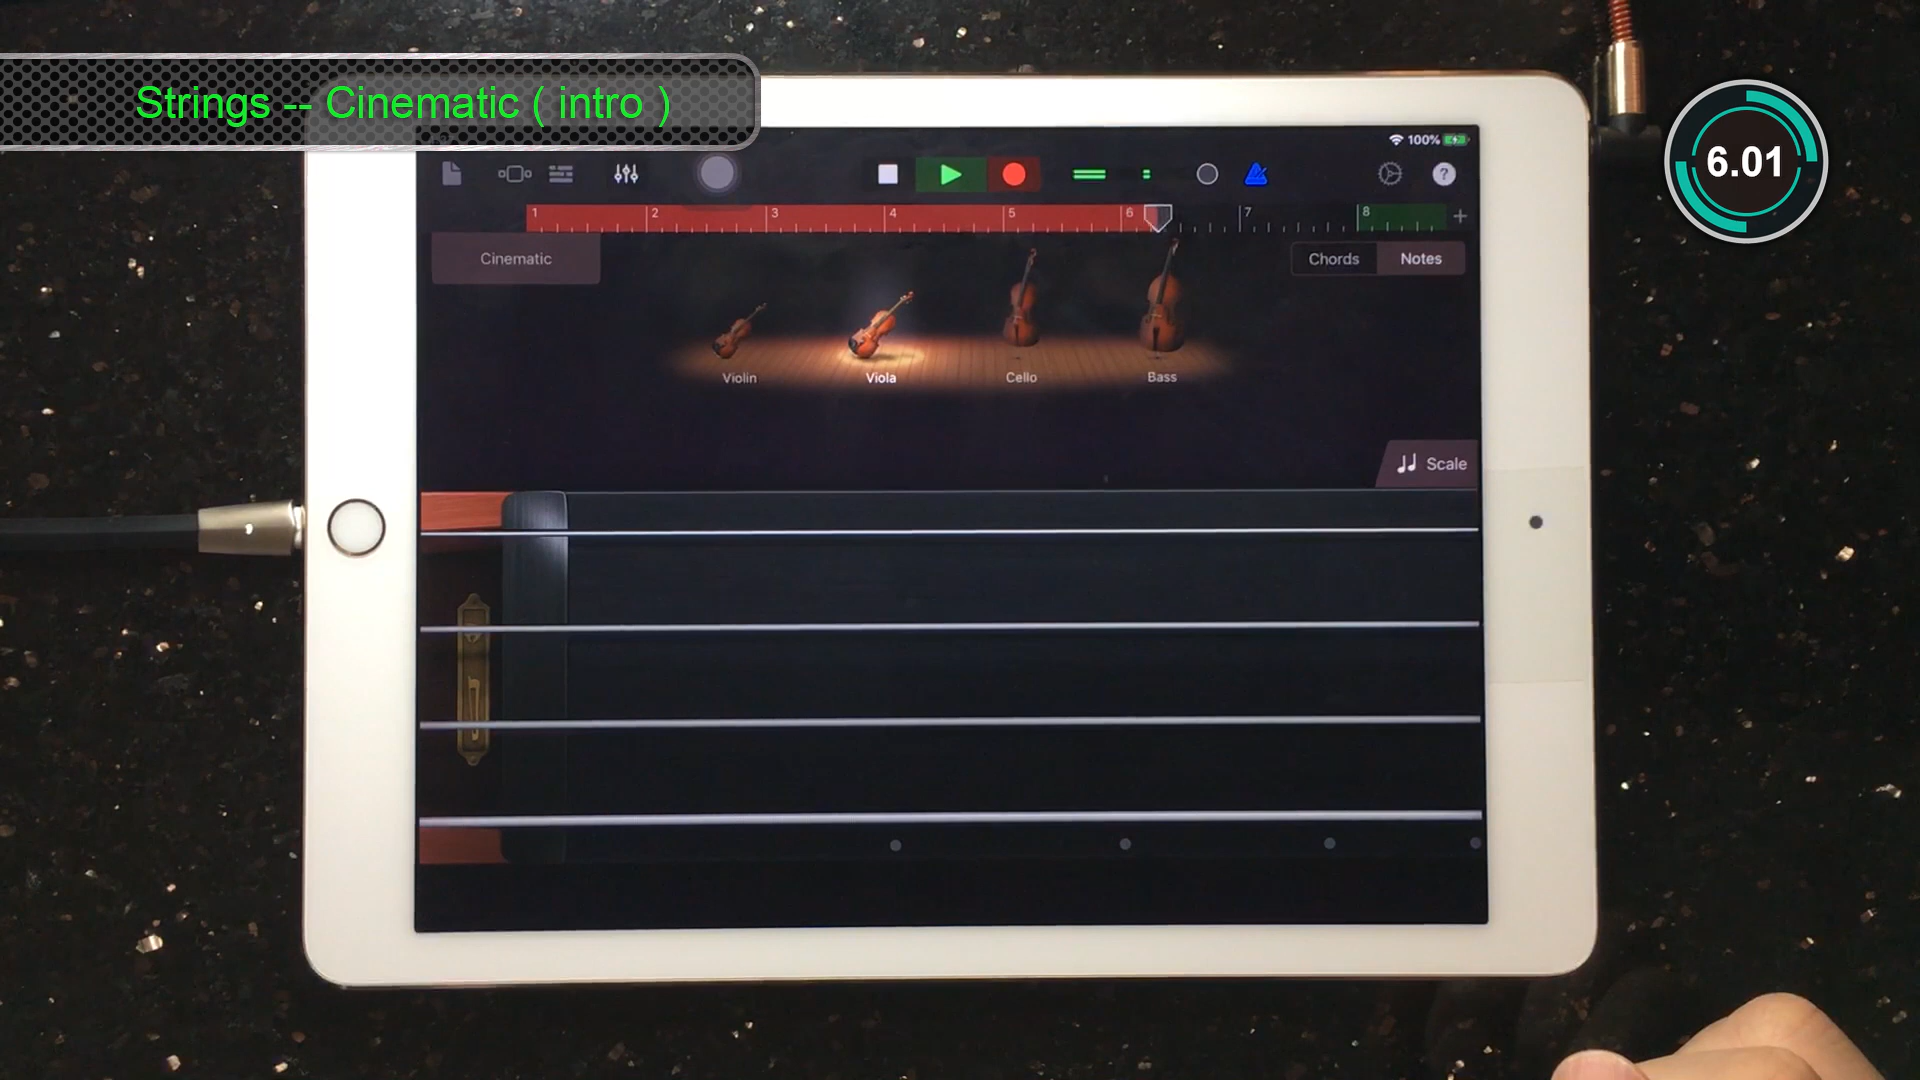 Strings -- Cinematic ( intro )
100%
6.01
?
1 2 3 4 5 6 7 8 +
Cinematic
Chords Notes
Violin Viola Cello Bass
Scale